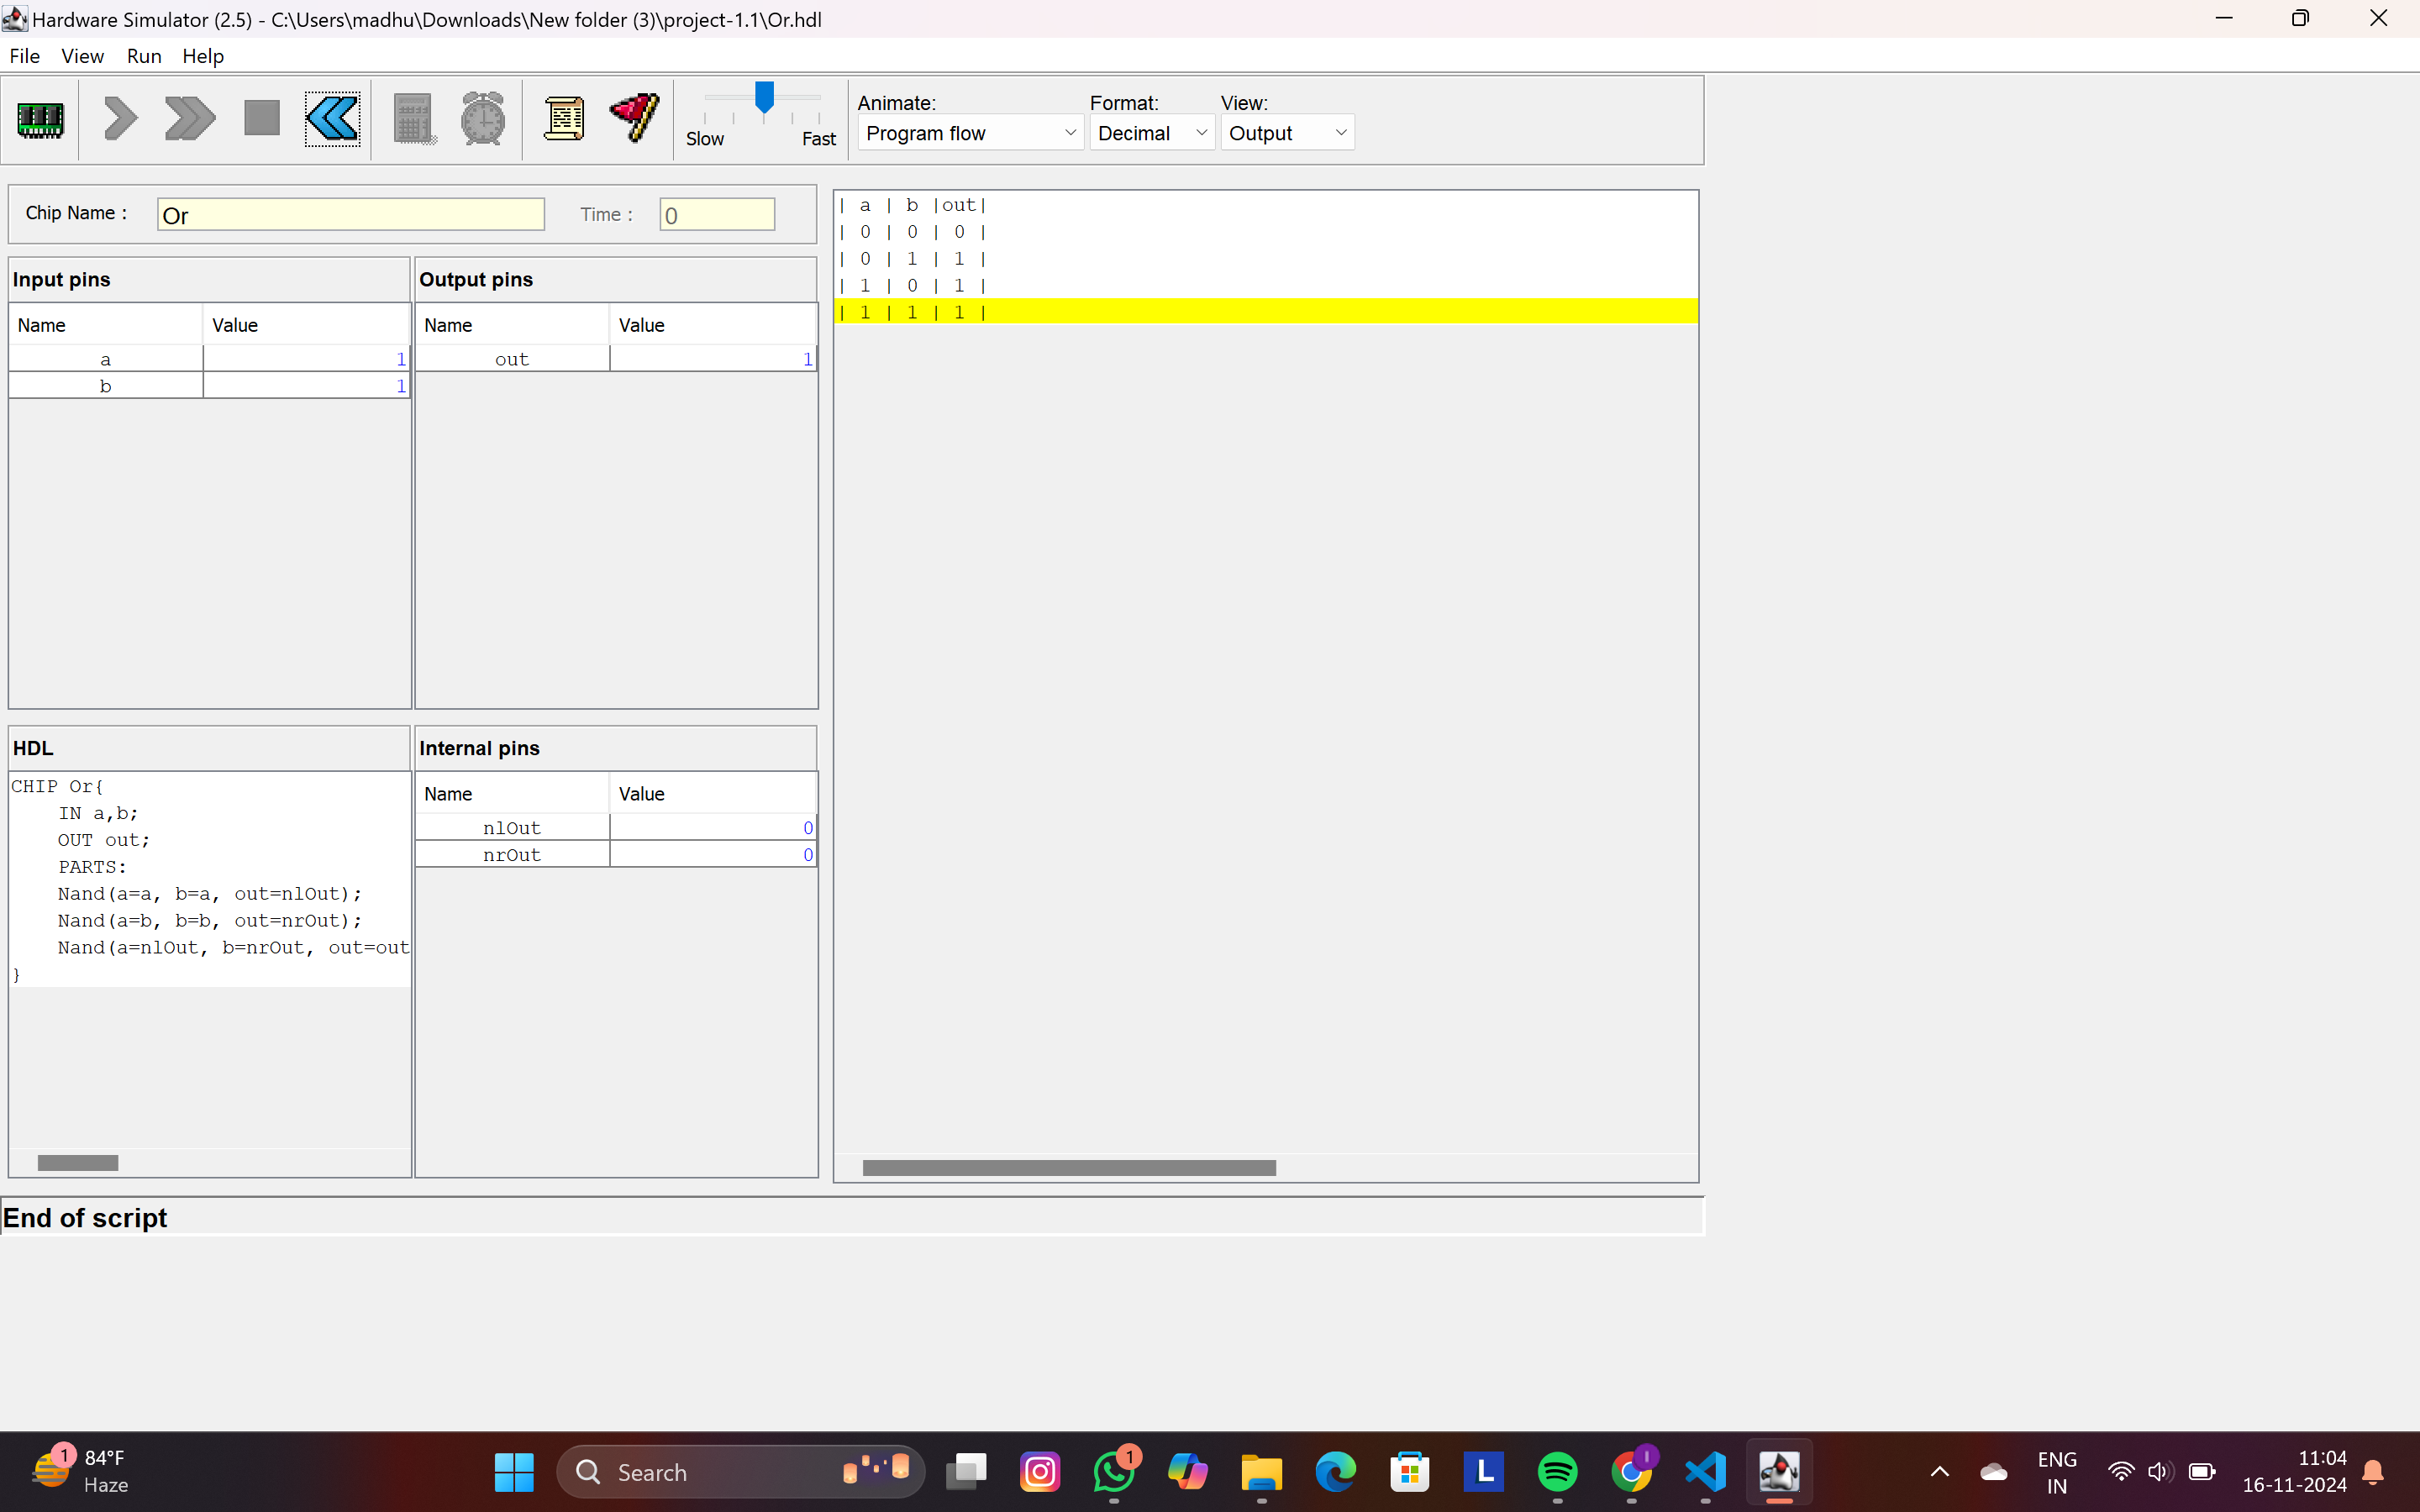 Hardware Simulator (2.5) - C:\Users\madhu\Downloads\New folder (3)\project-1.1\Or.hdl
File View Run Help
Slow Fast
Animate: Format: View:
Program flow Decimal Output
Chip Name : Or Time : 0
| a | b |out|
| 0 | 0 | 0 |
| 0 | 1 | 1 |
| 1 | 0 | 1 |
| 1 | 1 | 1 |
Input pins
Name Value
a 1
b 1
Output pins
Name Value
out 1
HDL
CHIP Or{
    IN a,b;
    OUT out;
    PARTS:
    Nand(a=a, b=a, out=nlOut);
    Nand(a=b, b=b, out=nrOut);
    Nand(a=nlOut, b=nrOut, out=out
}
Internal pins
Name Value
nlOut 0
nrOut 0
End of script
1
84°F
Haze
Search
1
L
I
ENG
IN
11:04
16-11-2024